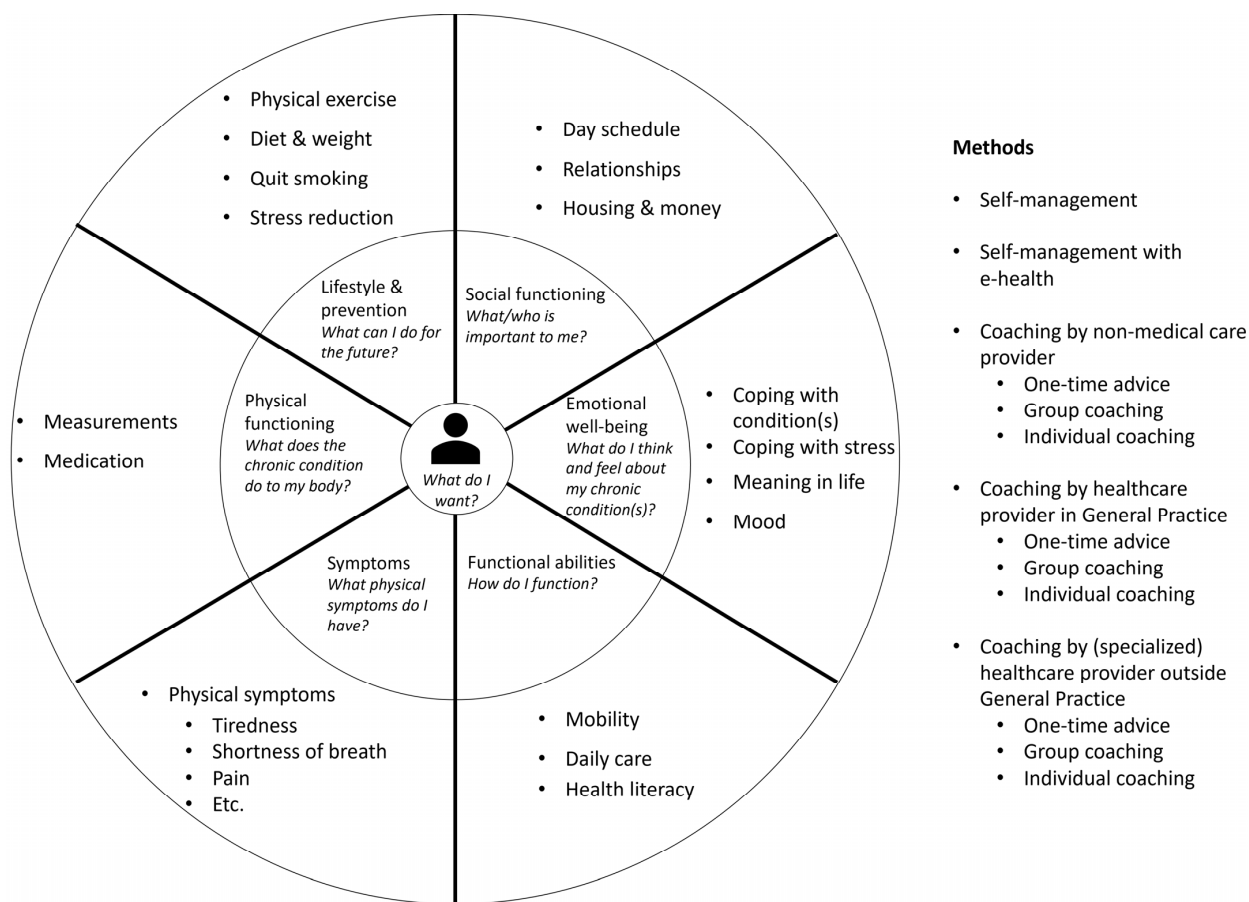 • Physical exercise
• Diet & weight
• Quit smoking
• Stress reduction
• Day schedule
• Relationships
• Housing & money
Lifestyle &
prevention
What can I do for
the future?
Social functioning
What/who is
important to me?
• Measurements
• Medication
Physical
functioning
What does the
chronic condition
do to my body?
What do I
want?
Emotional
well-being
What do I think
and feel about
my chronic
condition(s)?
• Coping with
condition(s)
• Coping with stress
• Meaning in life
• Mood
Symptoms
What physical
symptoms do I
have?
Functional abilities
How do I function?
• Physical symptoms
• Tiredness
• Shortness of breath
• Pain
• Etc.
• Mobility
• Daily care
• Health literacy
Methods
• Self-management
• Self-management with
e-health
• Coaching by non-medical care
provider
• One-time advice
• Group coaching
• Individual coaching
• Coaching by healthcare
provider in General Practice
• One-time advice
• Group coaching
• Individual coaching
• Coaching by (specialized)
healthcare provider outside
General Practice
• One-time advice
• Group coaching
• Individual coaching